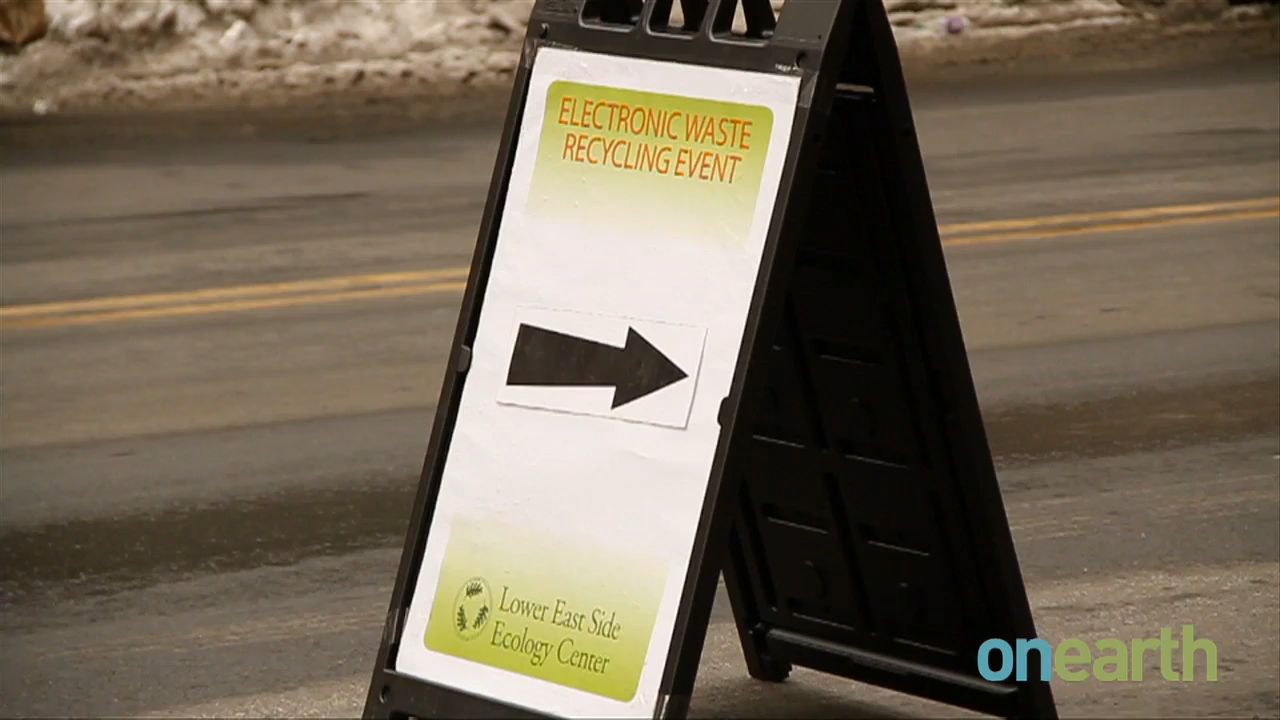 ELECTRONIC WASTE
RECYCLING EVENT
Lower East Side
Ecology Center
onearth